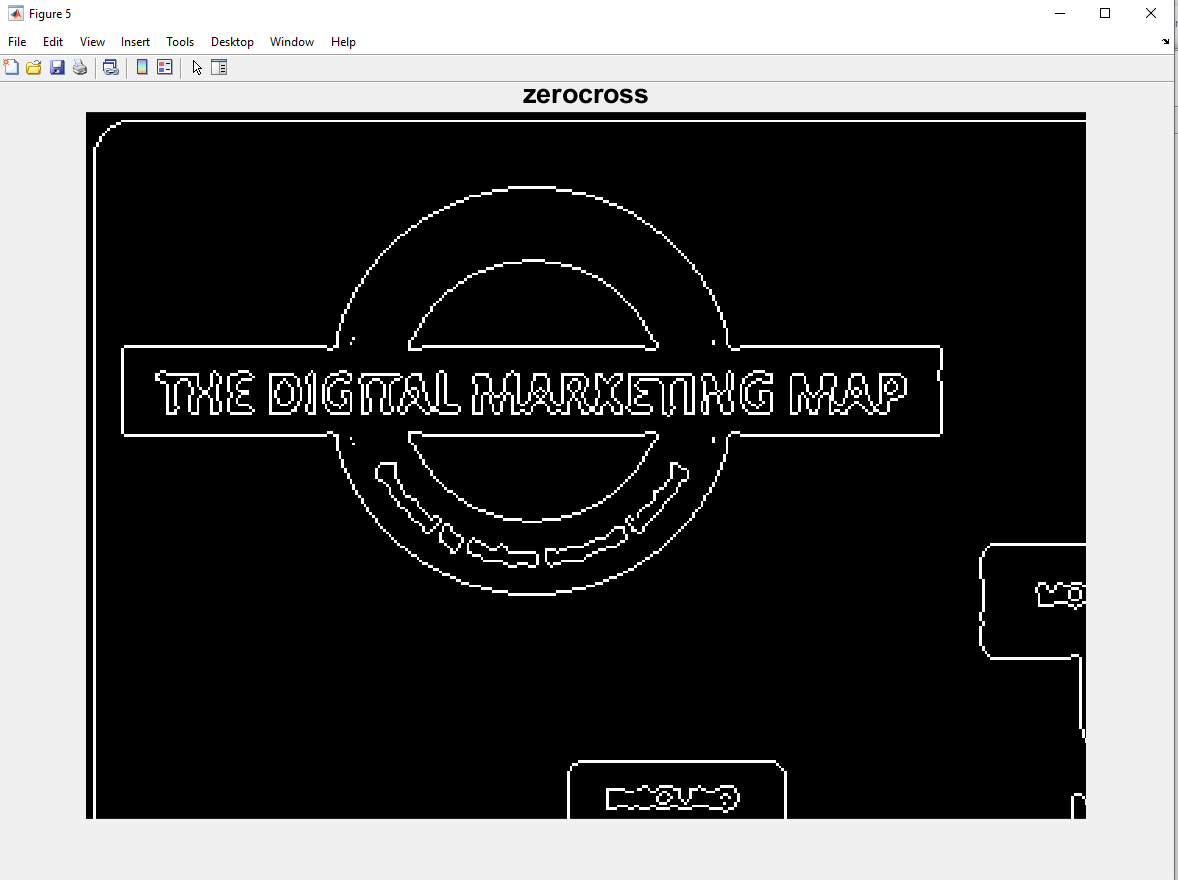 Figure 5
File Edit View Insert Tools Desktop Window Help
zerocross
THE DIGITAL MARKETING MAP